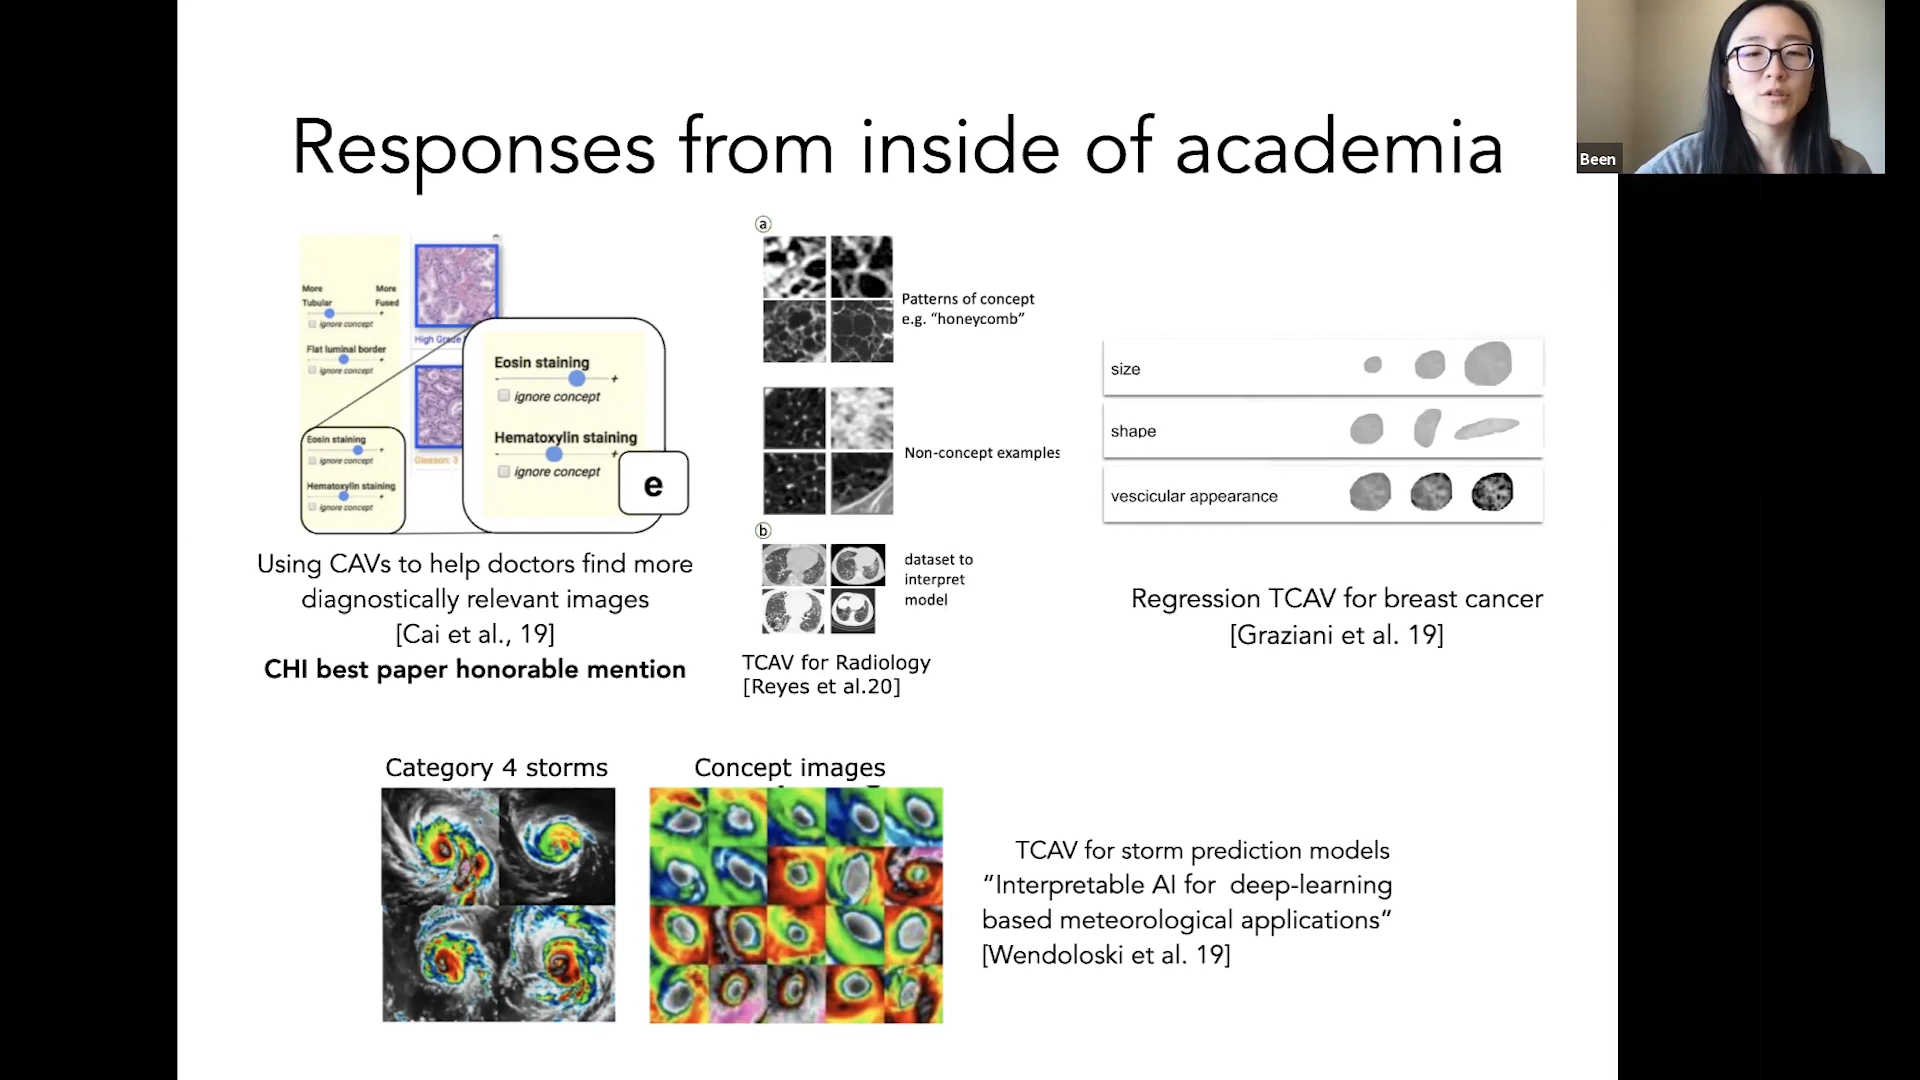 Responses from inside of academia
Been
More
More
Tubular
Fused
- +
ignore concept
Flat luminal border
- +
ignore concept
Eosin staining
- +
ignore concept
Hematoxylin staining
- +
ignore concept
High Grade
Gleason: 3
Eosin staining
- +
ignore concept
Hematoxylin staining
- +
ignore concept
e
Using CAVs to help doctors find more
diagnostically relevant images
[Cai et al., 19]
CHI best paper honorable mention
a
Patterns of concept
e.g. “honeycomb”
Non-concept examples
b
dataset to
interpret
model
TCAV for Radiology
[Reyes et al.20]
size
shape
vescicular appearance
Regression TCAV for breast cancer
[Graziani et al. 19]
Category 4 storms
Concept images
TCAV for storm prediction models
“Interpretable AI for deep-learning
based meteorological applications“
[Wendoloski et al. 19]